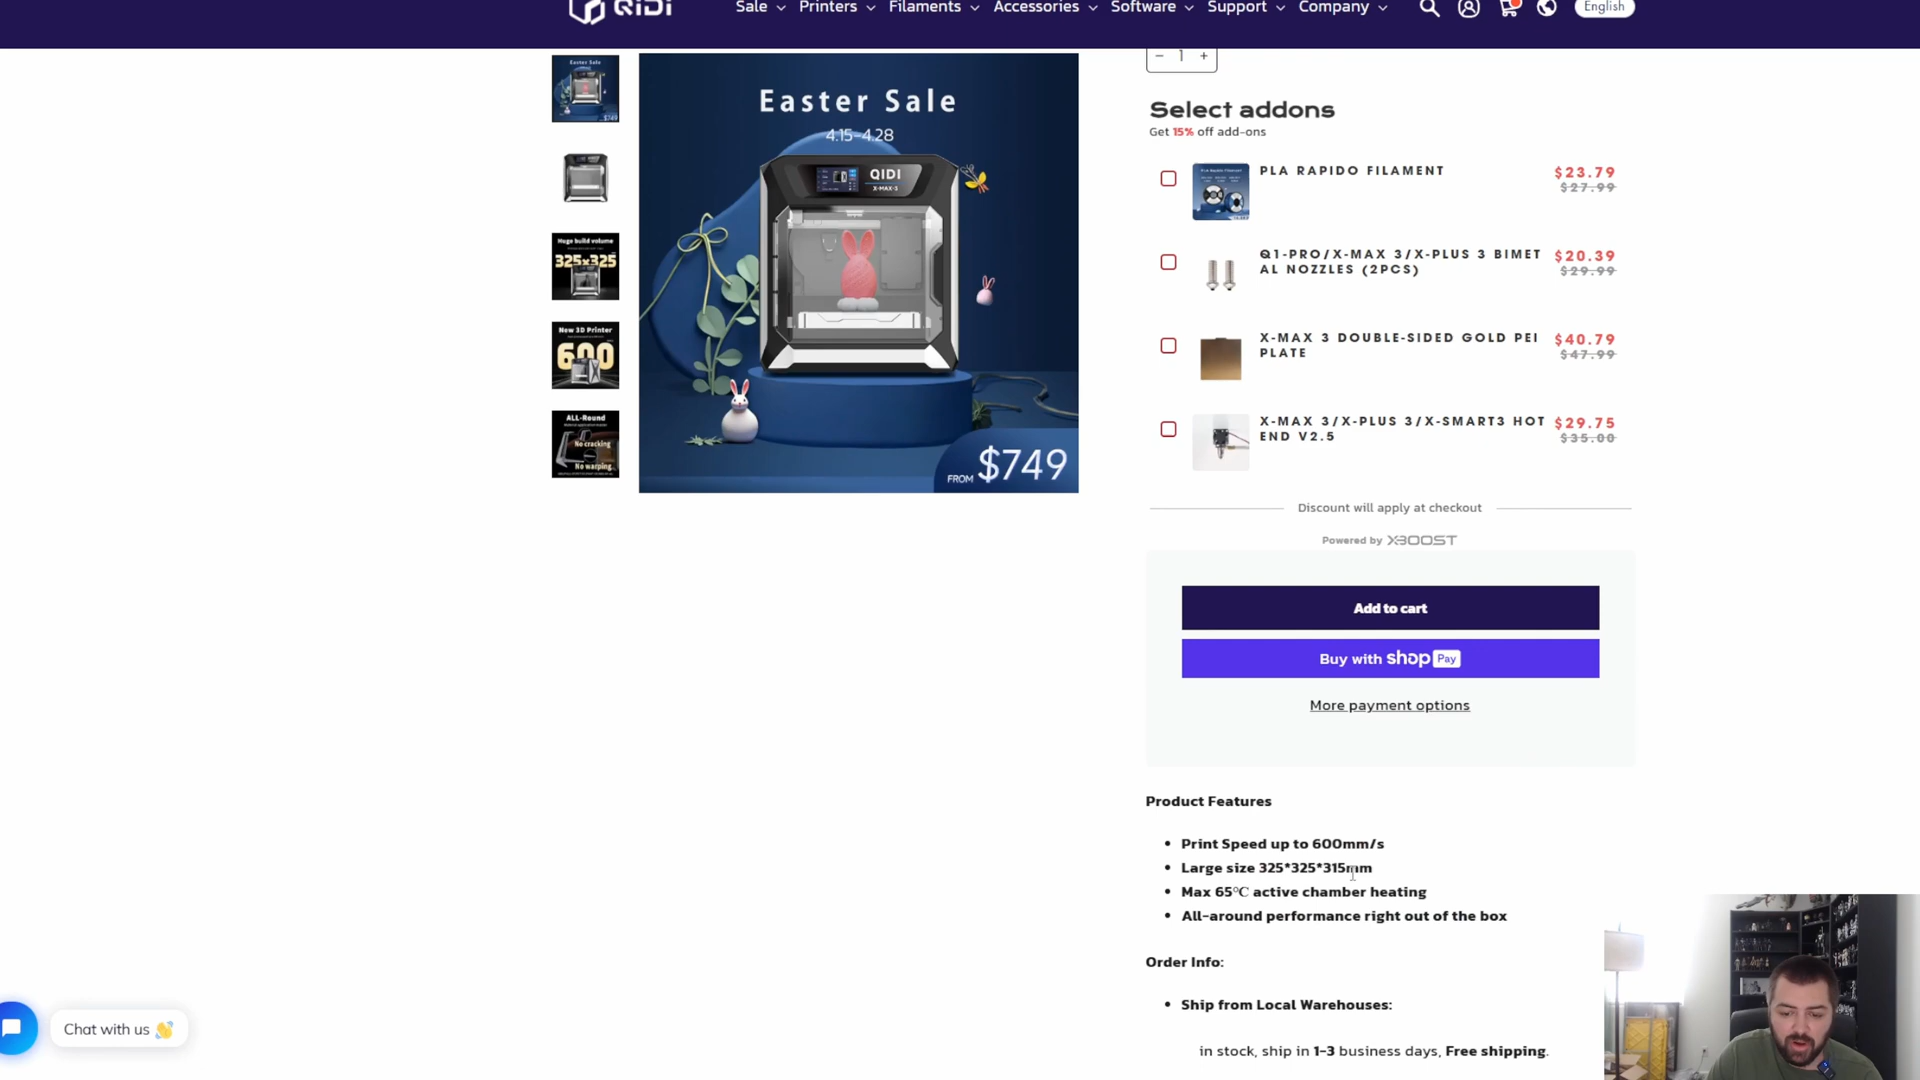 QIDI
Sale
Printers
Filaments
Accessories
Software
Support
Company
English
- 1 +
Easter Sale
$749
Huge build volume
325x325
New 3D Printer
600
ALL-Round
No cracking
No warping
Easter Sale
4.15-4.28
QIDI
X-MAX-3
FROM $749
Select addons
Get 15% off add-ons
PLA RAPIDO FILAMENT
$23.79
$27.99
Q1-PRO/X-MAX 3/X-PLUS 3 BIMET
AL NOZZLES (2PCS)
$20.39
$29.99
X-MAX 3 DOUBLE-SIDED GOLD PEI
PLATE
$40.79
$47.99
X-MAX 3/X-PLUS 3/X-SMART3 HOT
END V2.5
$29.75
$35.00
Discount will apply at checkout
Powered by XBOOST
Add to cart
Buy with shop Pay
More payment options
Product Features
• Print Speed up to 600mm/s
• Large size 325*325*315mm
• Max 65℃ active chamber heating
• All-around performance right out of the box
Order Info:
• Ship from Local Warehouses:
in stock, ship in 1-3 business days, Free shipping.
Chat with us 👋